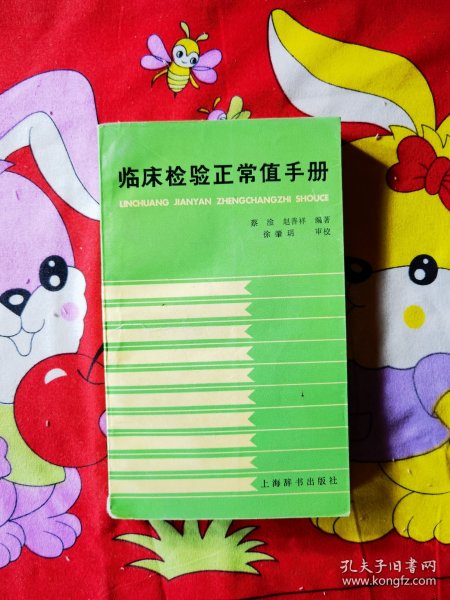 临床检验正常值手册
LINCHUANG JIANYAN ZHENGCHANGZHI SHOUCE
蔡 淦 赵善祥 编著
徐肇玥 审校
上海辞书出版社
孔夫子旧书网
www.kongfz.com